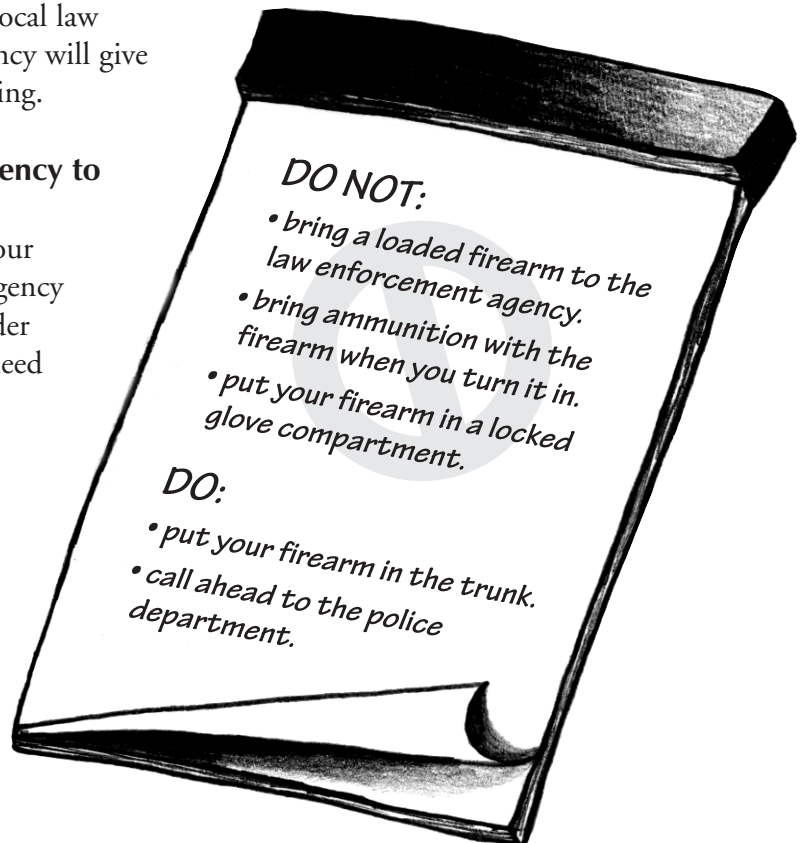 ocal law
ncy will give
ing.
ency to
our
gency
der
eed
DO NOT:
• bring a loaded firearm to the
law enforcement agency.
• bring ammunition with the
firearm when you turn it in.
• put your firearm in a locked
glove compartment.
DO:
• put your firearm in the trunk.
• call ahead to the police
department.